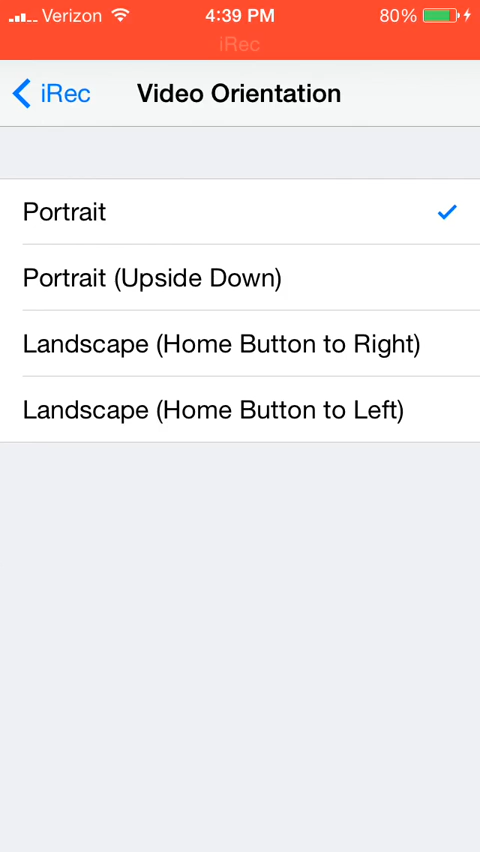 Verizon 4:39 PM 80%
iRec
iRec Video Orientation
Portrait
Portrait (Upside Down)
Landscape (Home Button to Right)
Landscape (Home Button to Left)